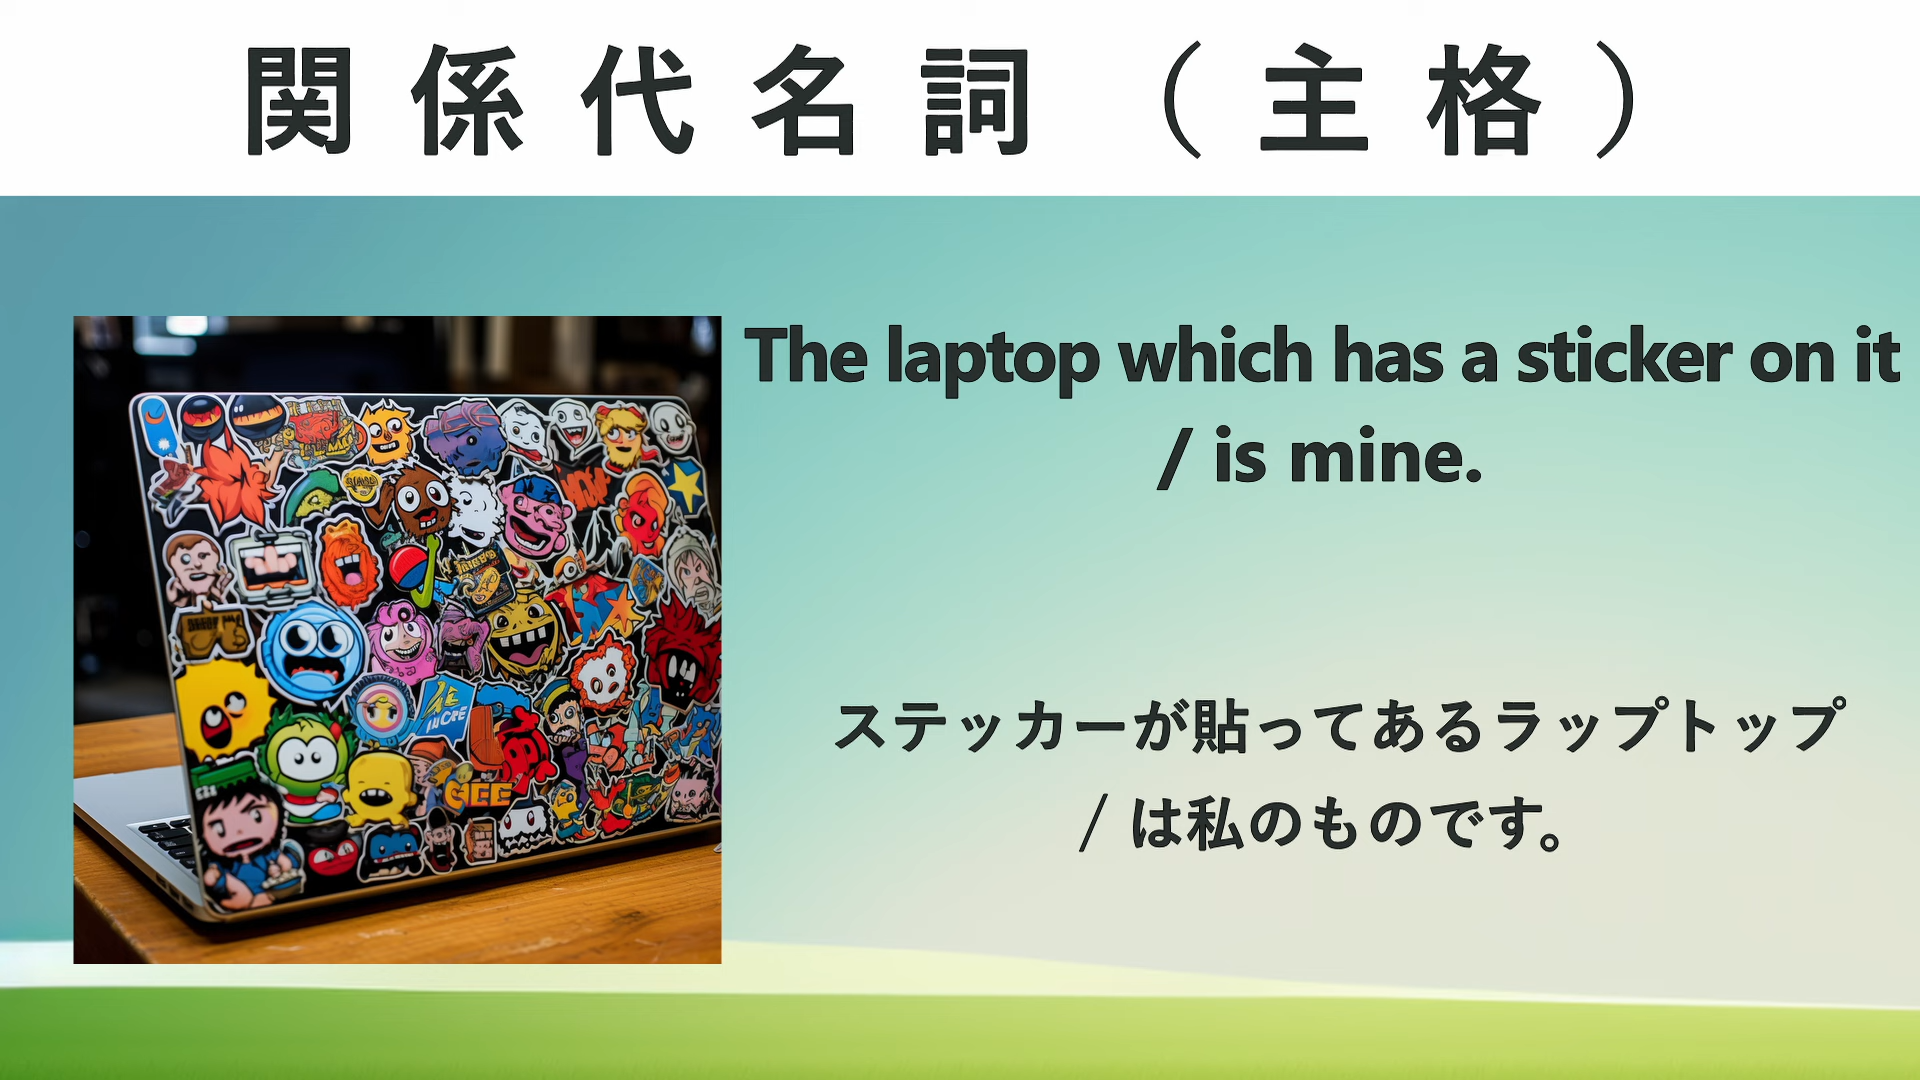 関係代名詞（主格）
The laptop which has a sticker on it
/ is mine.
ステッカーが貼ってあるラップトップ
/ は私のものです。